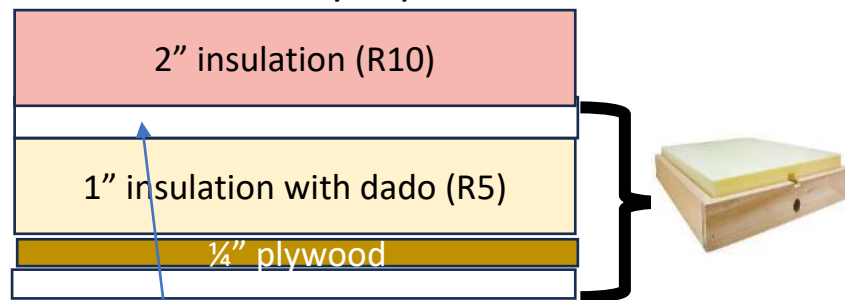 2” insulation (R10)
1” insulation with dado (R5)
¼” plywood